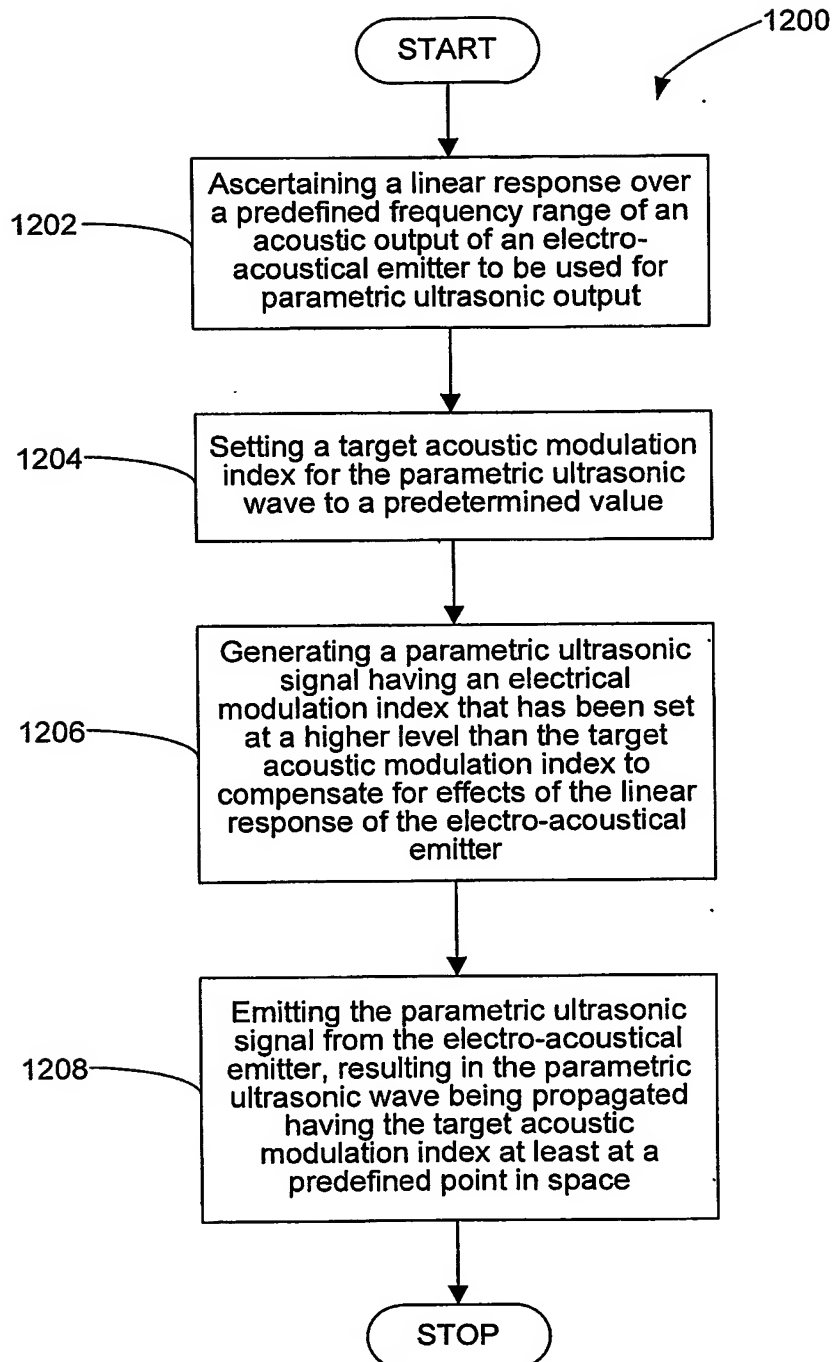 1200
START
1202
Ascertaining a linear response over
a predefined frequency range of an
acoustic output of an electro-
acoustical emitter to be used for
parametric ultrasonic output
1204
Setting a target acoustic modulation
index for the parametric ultrasonic
wave to a predetermined value
1206
Generating a parametric ultrasonic
signal having an electrical
modulation index that has been set
at a higher level than the target
acoustic modulation index to
compensate for effects of the linear
response of the electro-acoustical
emitter
1208
Emitting the parametric ultrasonic
signal from the electro-acoustical
emitter, resulting in the parametric
ultrasonic wave being propagated
having the target acoustic
modulation index at least at a
predefined point in space
STOP